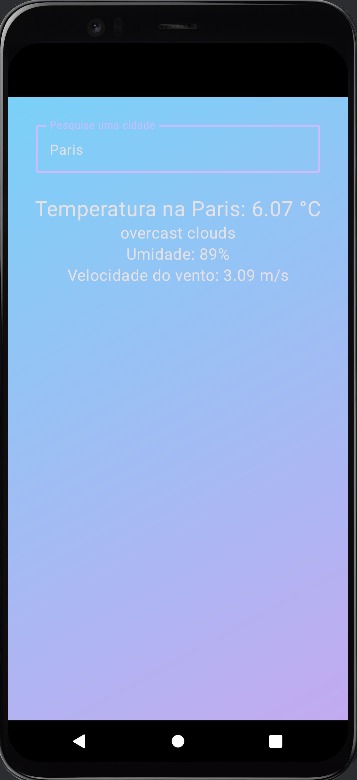 Pesquise uma cidade
Paris
Temperatura na Paris: 6.07 °C
overcast clouds
Umidade: 89%
Velocidade do vento: 3.09 m/s